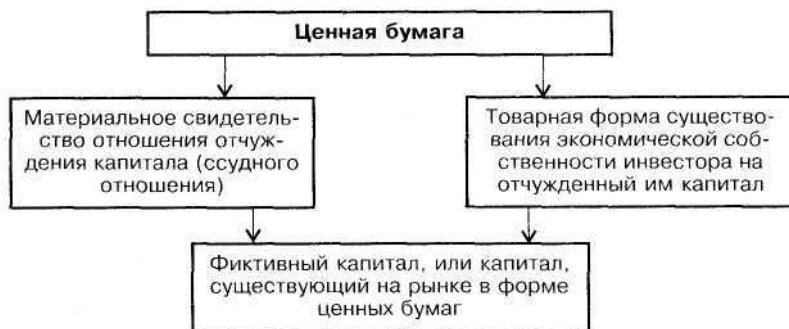 Ценная бумага
Материальное свидетель-
ство отношения отчуж-
дения капитала (ссудного
отношения)
Товарная форма существо-
вания экономической соб-
ственности инвестора на
отчужденный им капитал
Фиктивный капитал, или капитал,
существующий на рынке в форме
ценных бумаг